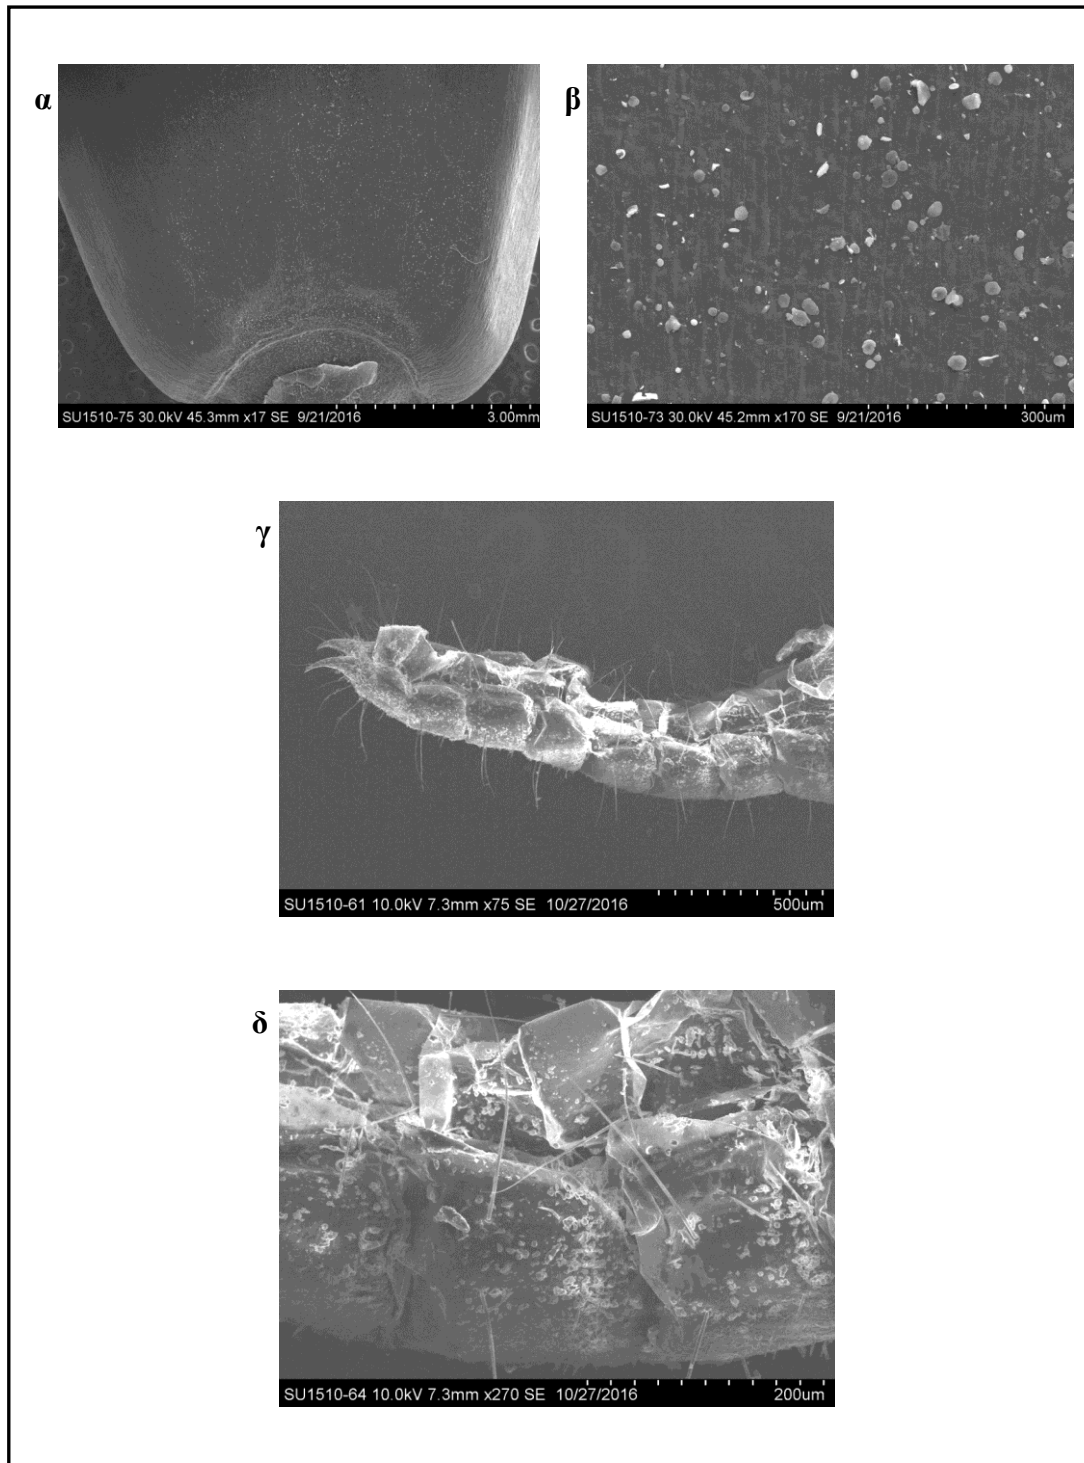 α
β
SU1510-75 30.0kV 45.3mm x17 SE 9/21/2016 3.00mm
SU1510-73 30.0kV 45.2mm x170 SE 9/21/2016 300um
γ
SU1510-61 10.0kV 7.3mm x75 SE 10/27/2016 500um
δ
SU1510-64 10.0kV 7.3mm x270 SE 10/27/2016 200um